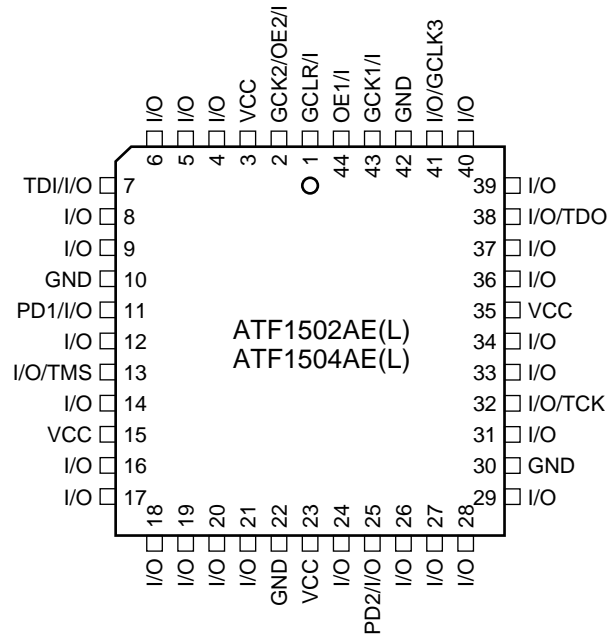 I/O
I/O
I/O
VCC
GCK2/OE2/I
GCLR/I
OE1/I
GCK1/I
GND
I/O/GCLK3
I/O
6
5
4
3
2
1
44
43
42
41
40
TDI/I/O 7
I/O 8
I/O 9
GND 10
PD1/I/O 11
I/O 12
I/O/TMS 13
I/O 14
VCC 15
I/O 16
I/O 17
39 I/O
38 I/O/TDO
37 I/O
36 I/O
35 VCC
34 I/O
33 I/O
32 I/O/TCK
31 I/O
30 GND
29 I/O
ATF1502AE(L)
ATF1504AE(L)
18
19
20
21
22
23
24
25
26
27
28
I/O
I/O
I/O
I/O
GND
VCC
I/O
PD2/I/O
I/O
I/O
I/O